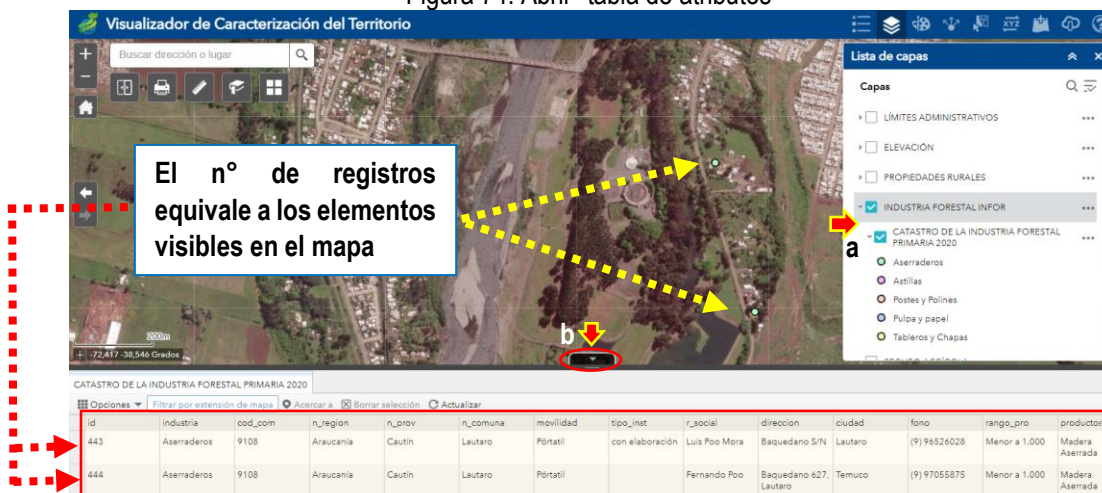 Visualizador de Caracterización del Territorio
Buscar dirección o lugar
Lista de capas
Capas
LÍMITES ADMINISTRATIVOS
ELEVACIÓN
PROPIEDADES RURALES
INDUSTRIA FORESTAL INFOR
CATASTRO DE LA INDUSTRIA FORESTAL
PRIMARIA 2020
Aserraderos
Astillas
Postes y Polines
Pulpa y papel
Tableros y Chapas
El n° de registros
equivale a los elementos
visibles en el mapa
a
b
200m
-72,417 -38,546 Grados
CATASTRO DE LA INDUSTRIA FORESTAL PRIMARIA 2020
Opciones Filtrar por extensión de mapa Acercar a Borrar selección Actualizar
id industria cod_com n_region n_prov n_comuna movilidad tipo_inst r_social direccion ciudad fono rango_pro productos
443 Aserraderos 9108 Araucanía Cautín Lautaro Pórtatil con elaboración Luis Poo Mora Baquedano S/N Lautaro (9) 96526028 Menor a 1.000 Madera
Aserrada
444 Aserraderos 9108 Araucanía Cautín Lautaro Pórtatil Fernando Poo Baquedano 627, Temuco (9) 97055875 Menor a 1.000 Madera
Lautaro Aserrada